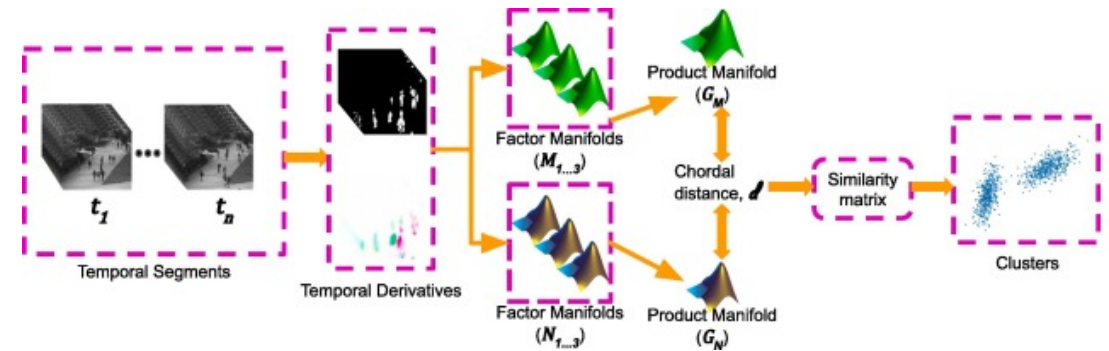 t1
tn
Temporal Segments
Temporal Derivatives
Factor Manifolds
(M1...3)
Factor Manifolds
(N1...3)
Product Manifold
(GM)
Chordal
distance, d
Product Manifold
(GN)
Similarity
matrix
Clusters